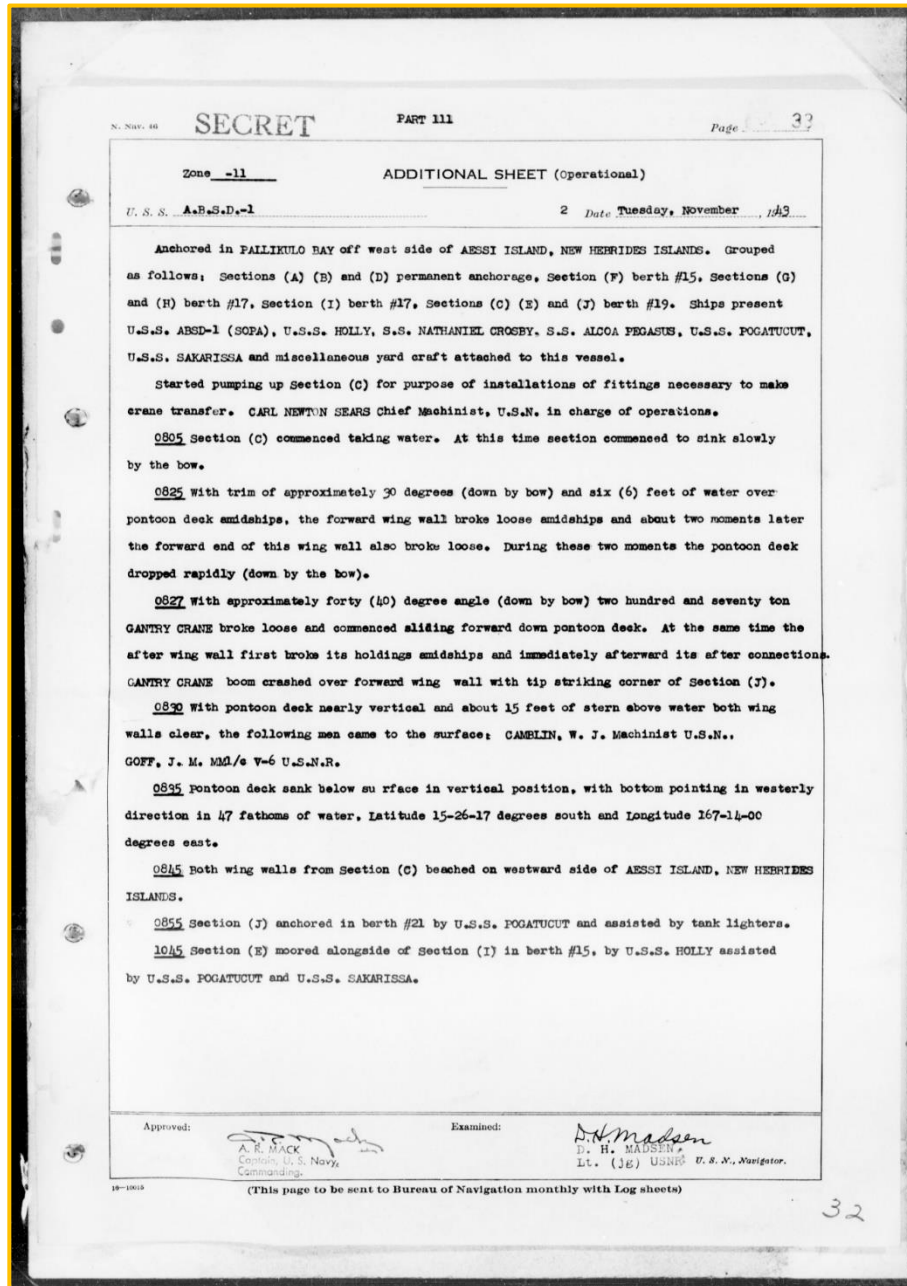 N. Nav. 46
SECRET
PART 111
Page 32
Zone -11
ADDITIONAL SHEET (Operational)
U. S. S. A.B.S.D.-1
2 Date Tuesday, November , 1943
Anchored in PALLIKULO BAY off west side of AESSI ISLAND, NEW HEBRIDES ISLANDS. Grouped
as follows: Sections (A) (B) and (D) permanent anchorage, Section (F) berth #15, Sections (G)
and (H) berth #17, Section (I) berth #17, Sections (C) (E) and (J) berth #19. Ships present
U.S.S. ABSD-1 (SOPA), U.S.S. HOLLY, S.S. NATHANIEL CROSBY, S.S. ALCOA PEGASUS, U.S.S. POGATUCUT,
U.S.S. SAKARISSA and miscellaneous yard craft attached to this vessel.
Started pumping up Section (C) for purpose of installations of fittings necessary to make
crane transfer. CARL NEWTON SEARS Chief Machinist, U.S.N. in charge of operations.
0805 Section (C) commenced taking water. At this time section commenced to sink slowly
by the bow.
0825 With trim of approximately 30 degrees (down by bow) and six (6) feet of water over
pontoon deck amidships, the forward wing wall broke loose amidships and about two moments later
the forward end of this wing wall also broke loose. During these two moments the pontoon deck
dropped rapidly (down by the bow).
0827 With approximately forty (40) degree angle (down by bow) two hundred and seventy ton
GANTRY CRANE broke loose and commenced sliding forward down pontoon deck. At the same time the
after wing wall first broke its holdings amidships and immediately afterward its after connections.
GANTRY CRANE boom crashed over forward wing wall with tip striking corner of Section (J).
0830 With pontoon deck nearly vertical and about 15 feet of stern above water both wing
walls clear, the following men came to the surface: CAMBLIN, W. J. Machinist U.S.N..
GOFF, J. M. MM1/c V-6 U.S.N.R.
0835 Pontoon deck sank below su rface in vertical position, with bottom pointing in westerly
direction in 47 fathoms of water, Latitude 15-26-17 degrees south and Longitude 167-14-00
degrees east.
0845 Both wing walls from Section (C) beached on westward side of AESSI ISLAND, NEW HEBRIDES
ISLANDS.
0855 Section (J) anchored in berth #21 by U.S.S. POGATUCUT and assisted by tank lighters.
1045 Section (E) moored alongside of Section (I) in berth #15, by U.S.S. HOLLY assisted
by U.S.S. POGATUCUT and U.S.S. SAKARISSA.
Approved:
Examined:
D.H. Madsen
A. R. MACK
Captain, U. S. Navy,
Commanding.
D. H. MADSEN,
Lt. (jg) USNR U. S. N., Navigator.
16—10615
(This page to be sent to Bureau of Navigation monthly with Log sheets)
32